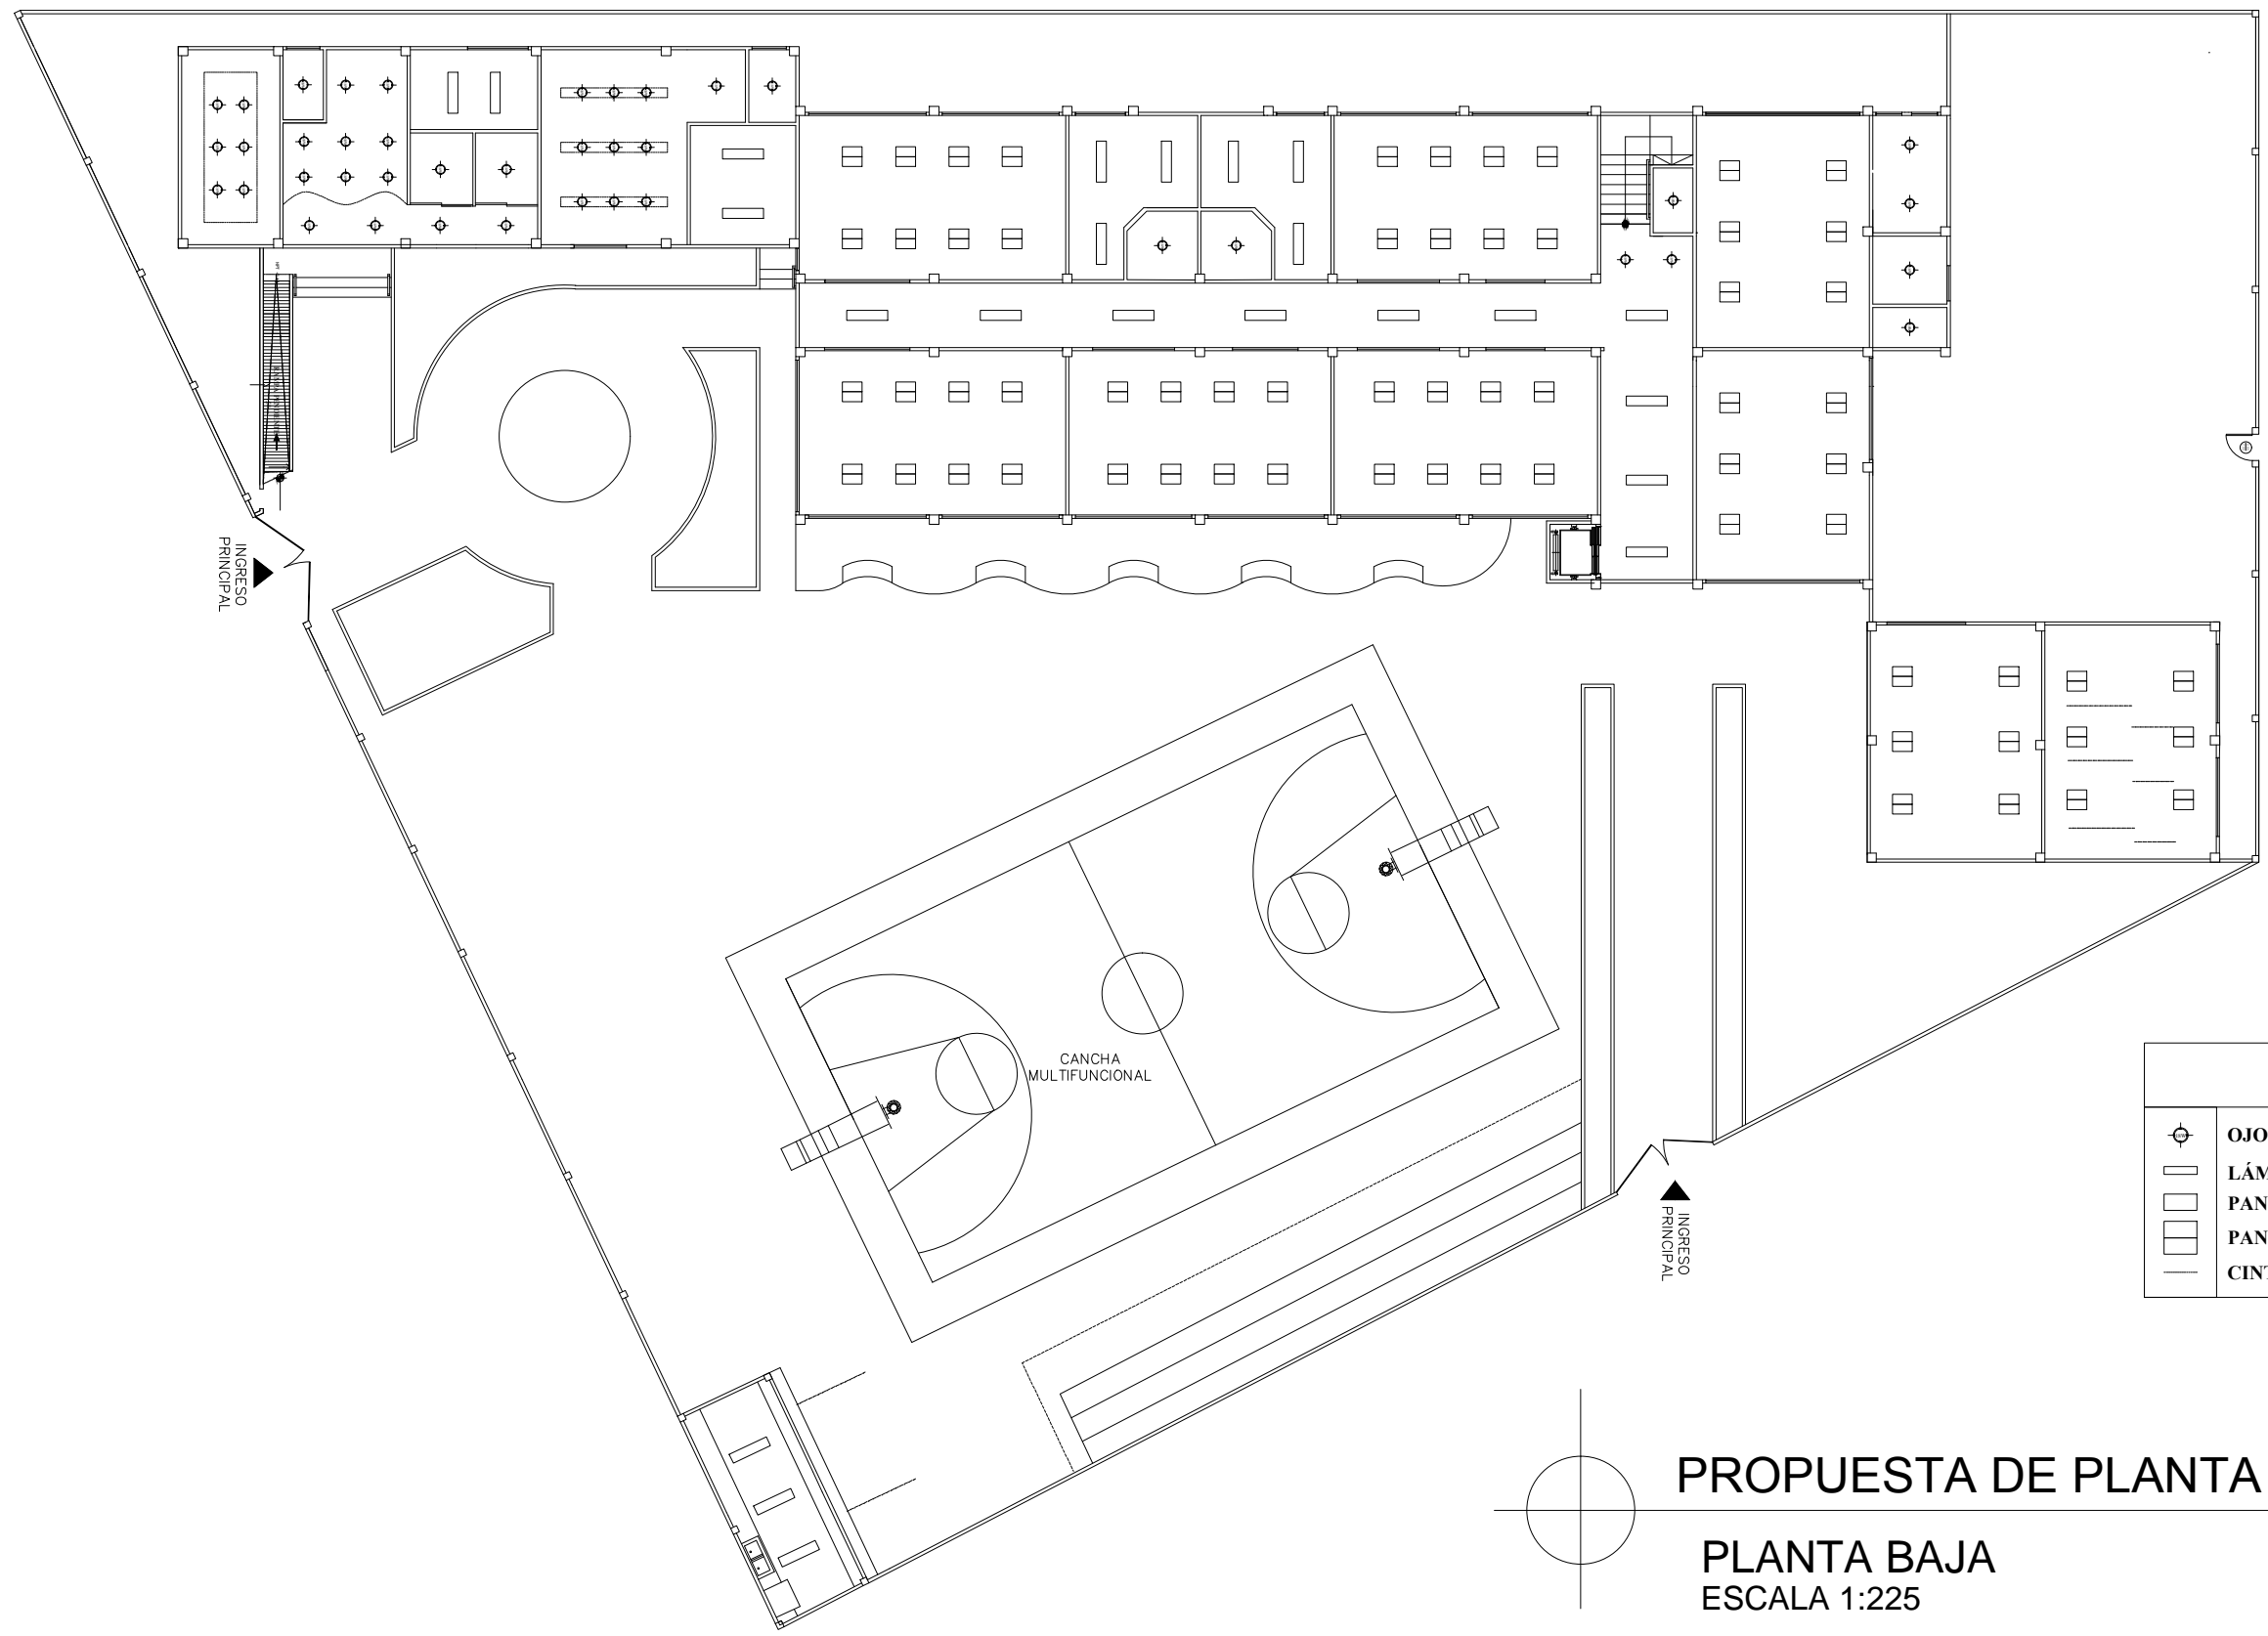 INGRESO
PRINCIPAL
CANCHA
MULTIFUNCIONAL
INGRESO
PRINCIPAL
OJO
LÁM
PAN
PAN
CIN
PROPUESTA DE PLANTA
PLANTA BAJA
ESCALA 1:225